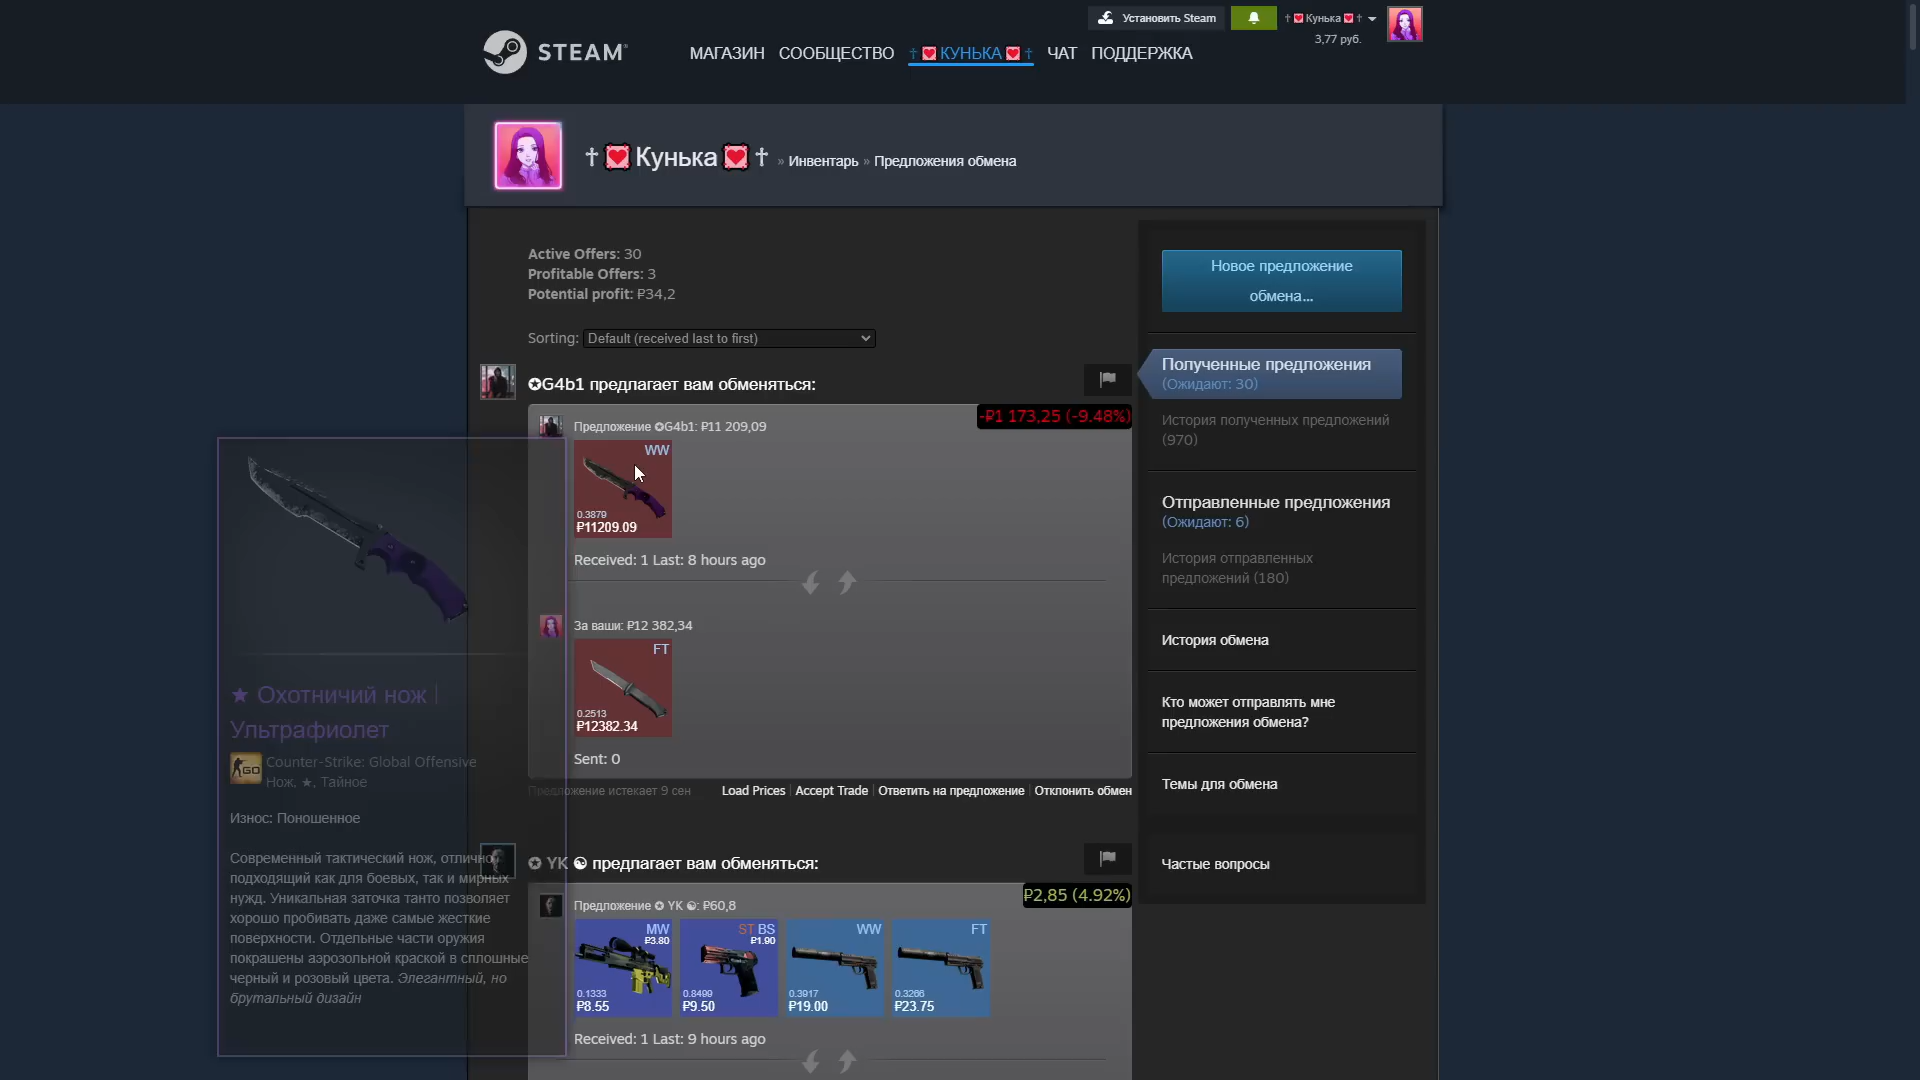 Установить Steam
† Кунька †
3,77 руб.
STEAM
МАГАЗИН СООБЩЕСТВО † КУНЬКА † ЧАТ ПОДДЕРЖКА
† Кунька † » Инвентарь » Предложения обмена
Active Offers: 30
Profitable Offers: 3
Potential profit: ₽34,2
Sorting: Default (received last to first)
✪G4b1 предлагает вам обменяться:
-₽1 173,25 (-9.48%)
Предложение ✪G4b1: ₽11 209,09
WW
0.3879
₽11209.09
Received: 1 Last: 8 hours ago
За ваши: ₽12 382,34
FT
0.2513
₽12382.34
Sent: 0
Предложение истекает 9 сен
Load Prices | Accept Trade | Ответить на предложение | Отклонить обмен
✪ YK ☯ предлагает вам обменяться:
₽2,85 (4.92%)
Предложение ✪ YK ☯: ₽60,8
MW
₽3.80
0.1333
₽8.55
ST BS
₽1.90
0.8499
₽9.50
WW
0.3917
₽19.00
FT
0.3266
₽23.75
Received: 1 Last: 9 hours ago
★ Охотничий нож |
Ультрафиолет
GO
Counter-Strike: Global Offensive
Нож, ★, Тайное
Износ: Поношенное
Современный тактический нож, отлично
подходящий как для боевых, так и мирных
нужд. Уникальная заточка танто позволяет
хорошо пробивать даже самые жесткие
поверхности. Отдельные части оружия
покрашены аэрозольной краской в сплошные
черный и розовый цвета. Элегантный, но
брутальный дизайн
Новое предложение
обмена...
Полученные предложения
(Ожидают: 30)
История полученных предложений
(970)
Отправленные предложения
(Ожидают: 6)
История отправленных
предложений (180)
История обмена
Кто может отправлять мне
предложения обмена?
Темы для обмена
Частые вопросы